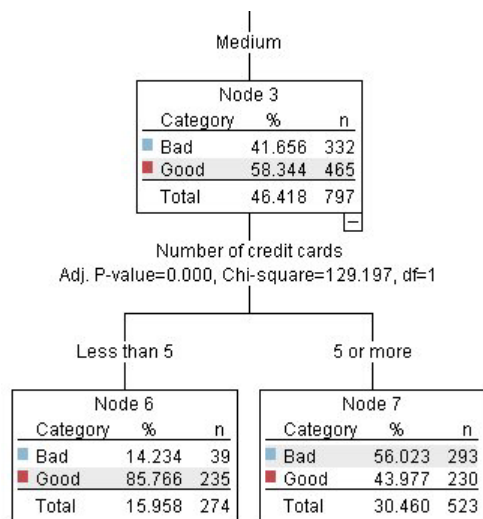 Medium
Node 3
Category % n
Bad 41.656 332
Good 58.344 465
Total 46.418 797
Number of credit cards
Adj. P-value=0.000, Chi-square=129.197, df=1
Less than 5
5 or more
Node 6
Category % n
Bad 14.234 39
Good 85.766 235
Total 15.958 274
Node 7
Category % n
Bad 56.023 293
Good 43.977 230
Total 30.460 523